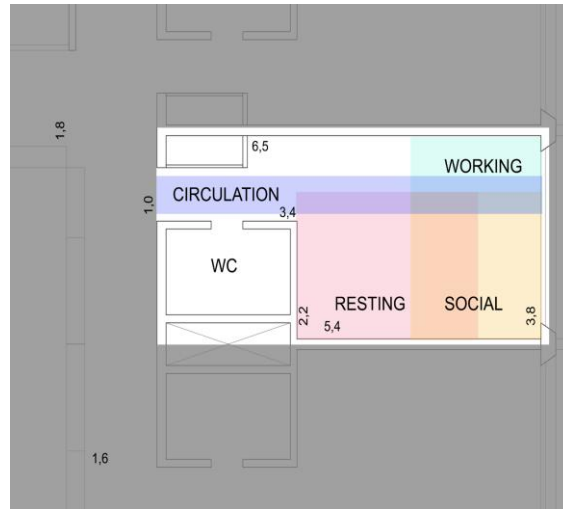 1,8
6,5
WORKING
CIRCULATION
1,0
3,4
WC
2,2
RESTING
SOCIAL
3,8
5,4
1,6